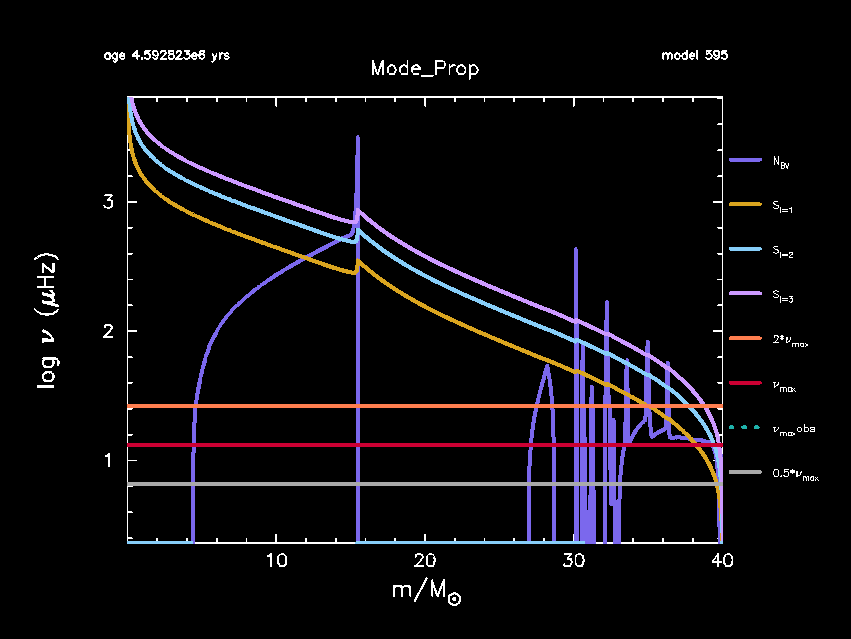 age 4.592823e6 yrs
model 595
Mode_Prop
log ν (μHz)
3
2
1
10
20
30
40
m/M☉
N_BV
S_l=1
S_l=2
S_l=3
2*ν_max
ν_max
ν_max obs
0.5*ν_max